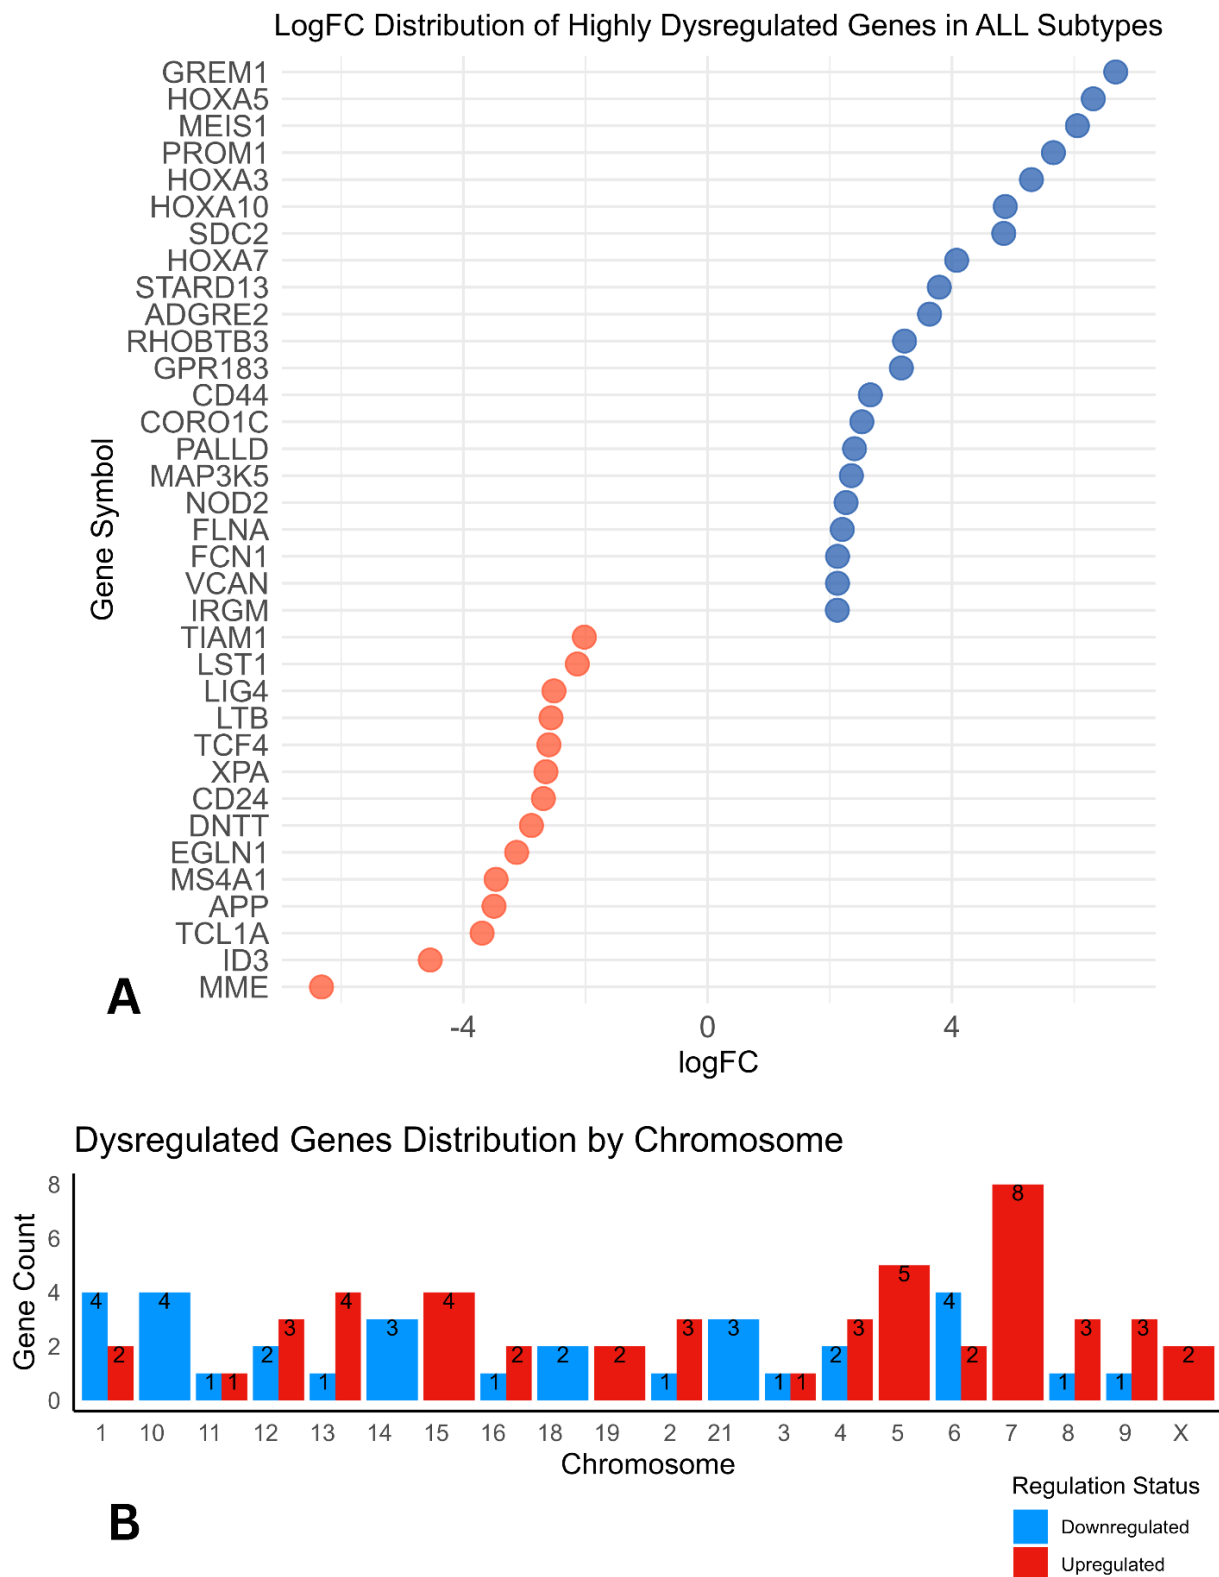 LogFC Distribution of Highly Dysregulated Genes in ALL Subtypes
Gene Symbol
GREM1
HOXA5
MEIS1
PROM1
HOXA3
HOXA10
SDC2
HOXA7
STARD13
ADGRE2
RHOBTB3
GPR183
CD44
CORO1C
PALLD
MAP3K5
NOD2
FLNA
FCN1
VCAN
IRGM
TIAM1
LST1
LIG4
LTB
TCF4
XPA
CD24
DNTT
EGLN1
MS4A1
APP
TCL1A
ID3
MME
A
-4 0 4
logFC
Dysregulated Genes Distribution by Chromosome
Gene Count
8
6
4
2
0
4 2 4 1 1 2 3 1 4 3 4 1 2 2 2 1 3 3 1 1 2 3 5 4 2 8 1 3 1 3 2
1 10 11 12 13 14 15 16 18 19 2 21 3 4 5 6 7 8 9 X
Chromosome
B
Regulation Status
Downregulated
Upregulated